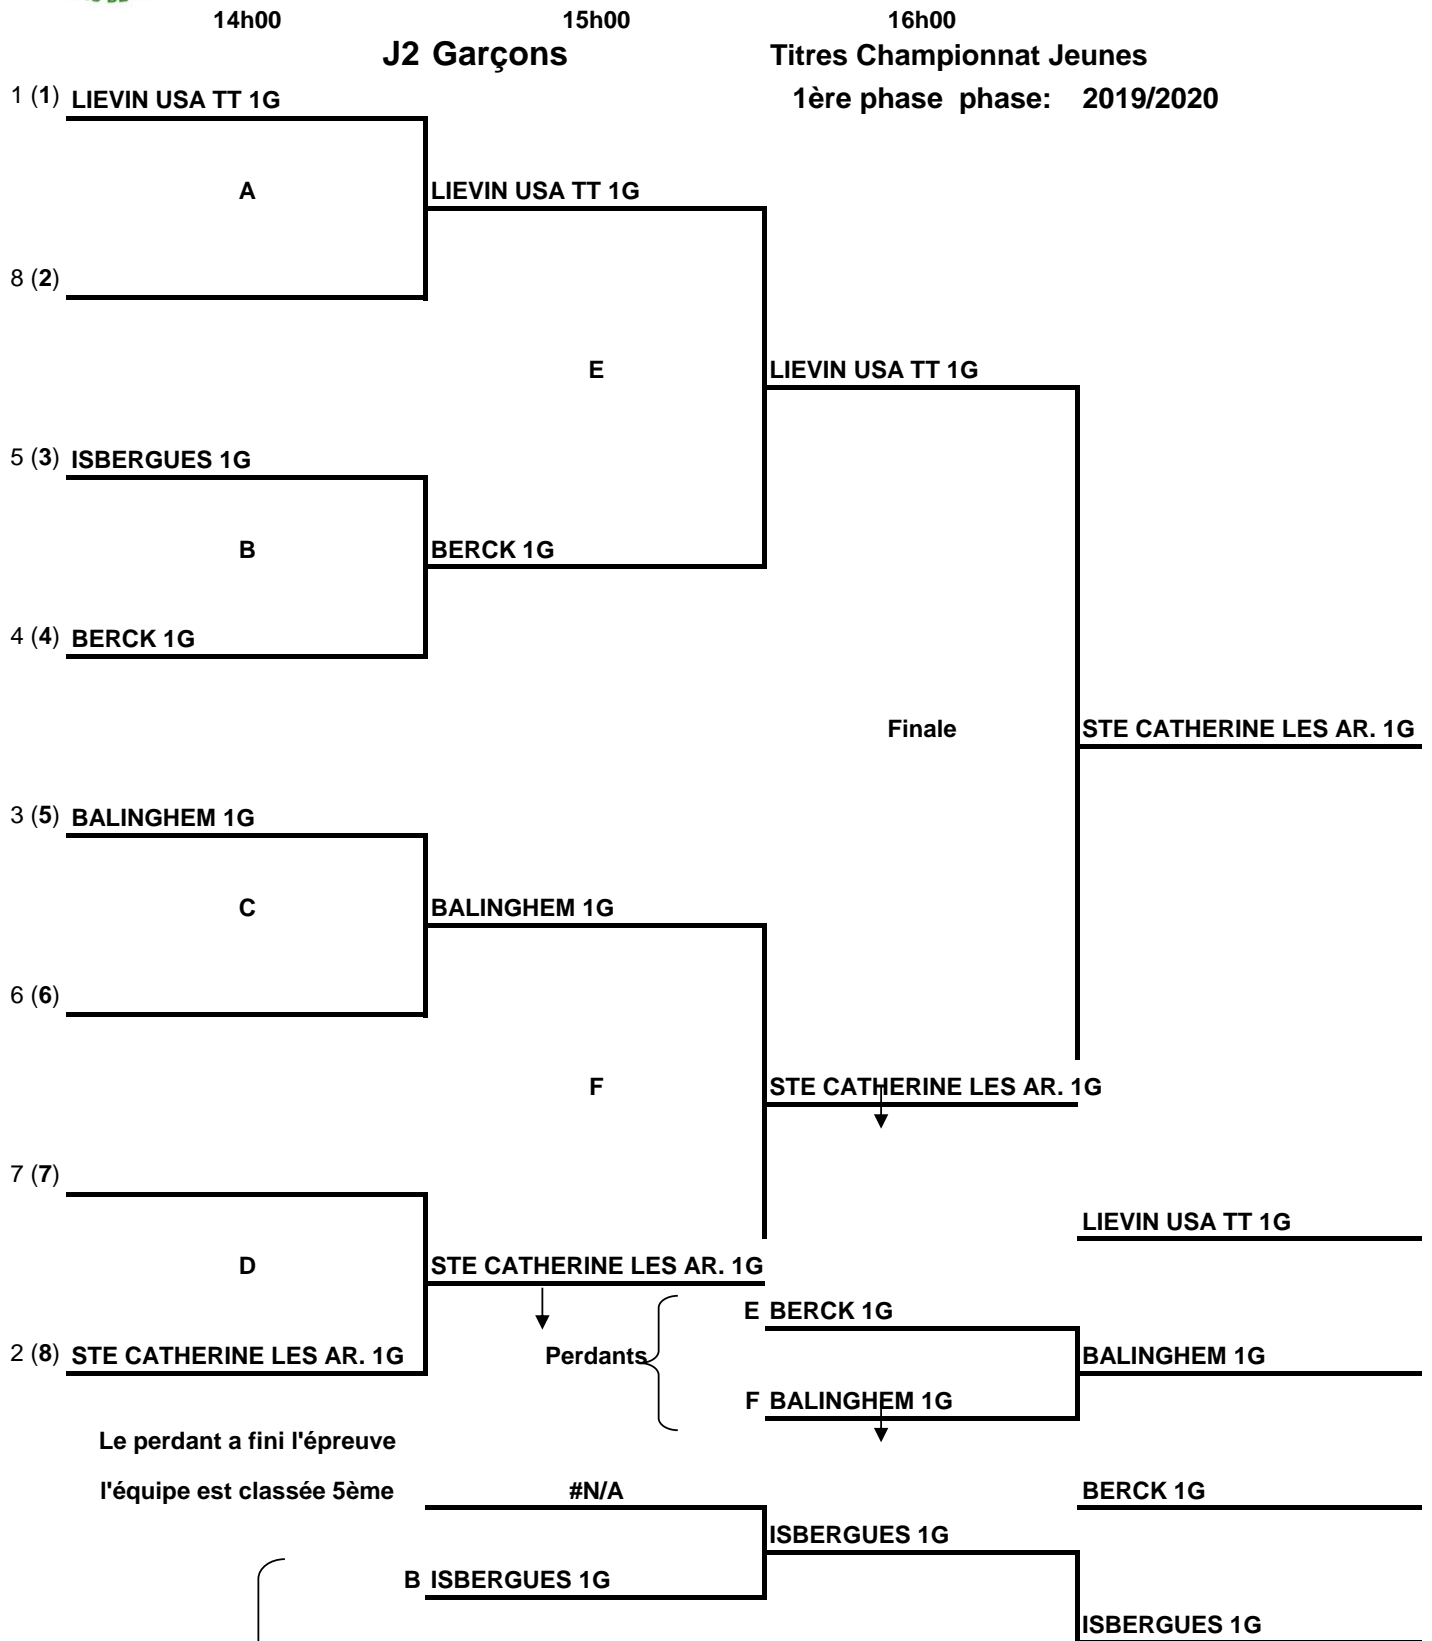 14h00 15h00 16h00
J2 Garçons Titres Championnat Jeunes
1 (1) LIEVIN USA TT 1G 1ère phase phase: 2019/2020
A LIEVIN USA TT 1G
8 (2)
E LIEVIN USA TT 1G
5 (3) ISBERGUES 1G
B BERCK 1G
4 (4) BERCK 1G
Finale STE CATHERINE LES AR. 1G
3 (5) BALINGHEM 1G
C BALINGHEM 1G
6 (6)
F STE CATHERINE LES AR. 1G
7 (7)
LIEVIN USA TT 1G
D STE CATHERINE LES AR. 1G
E BERCK 1G
2 (8) STE CATHERINE LES AR. 1G Perdants BALINGHEM 1G
F BALINGHEM 1G
Le perdant a fini l'épreuve
l'équipe est classée 5ème #N/A BERCK 1G
ISBERGUES 1G
B ISBERGUES 1G
ISBERGUES 1G